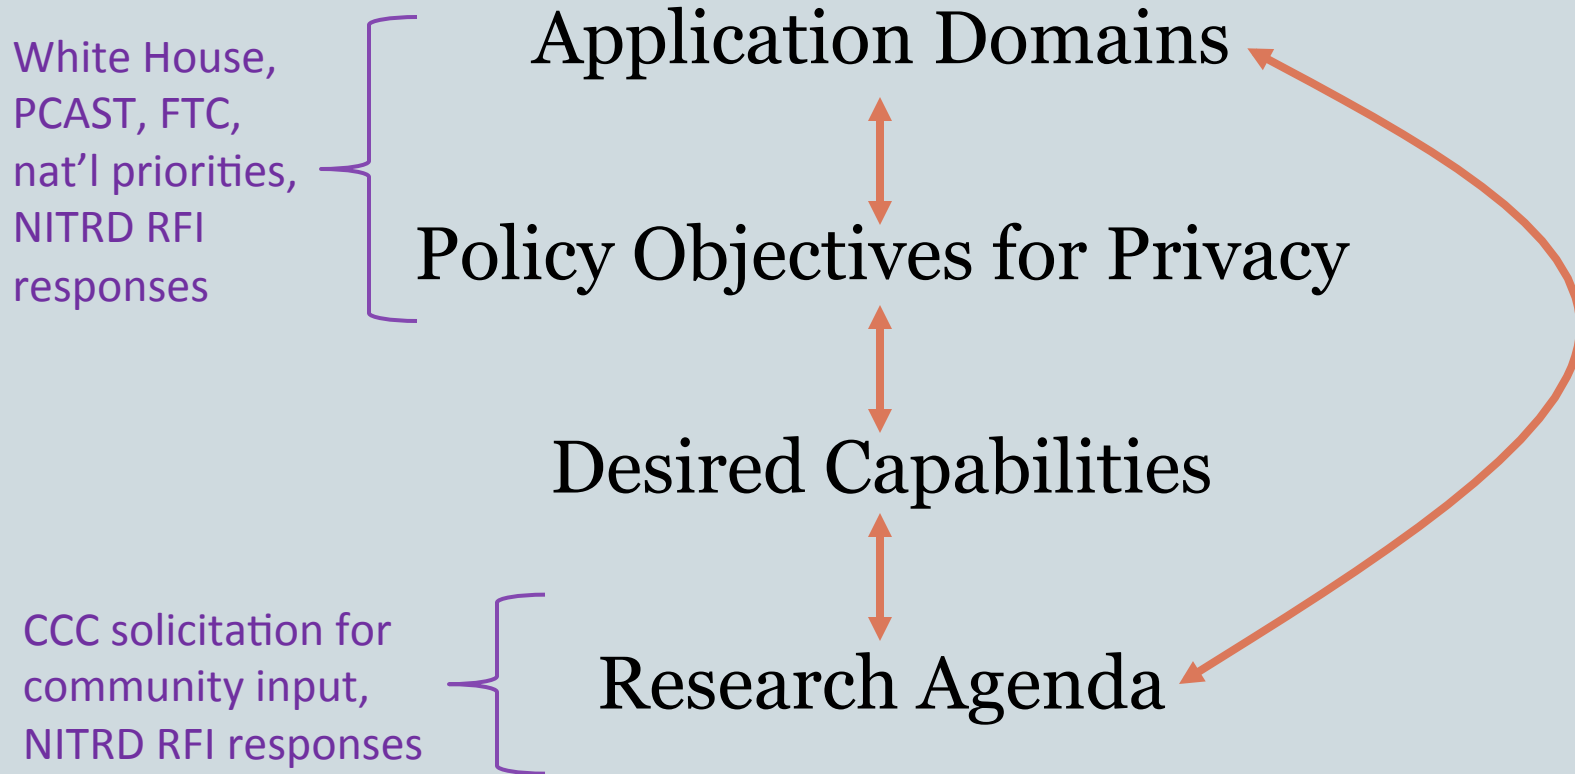 Application Domains
White House,
PCAST, FTC,
nat’l priorities,
NITRD RFI
responses
Policy Objectives for Privacy
Desired Capabilities
CCC solicitation for
community input,
NITRD RFI responses
Research Agenda